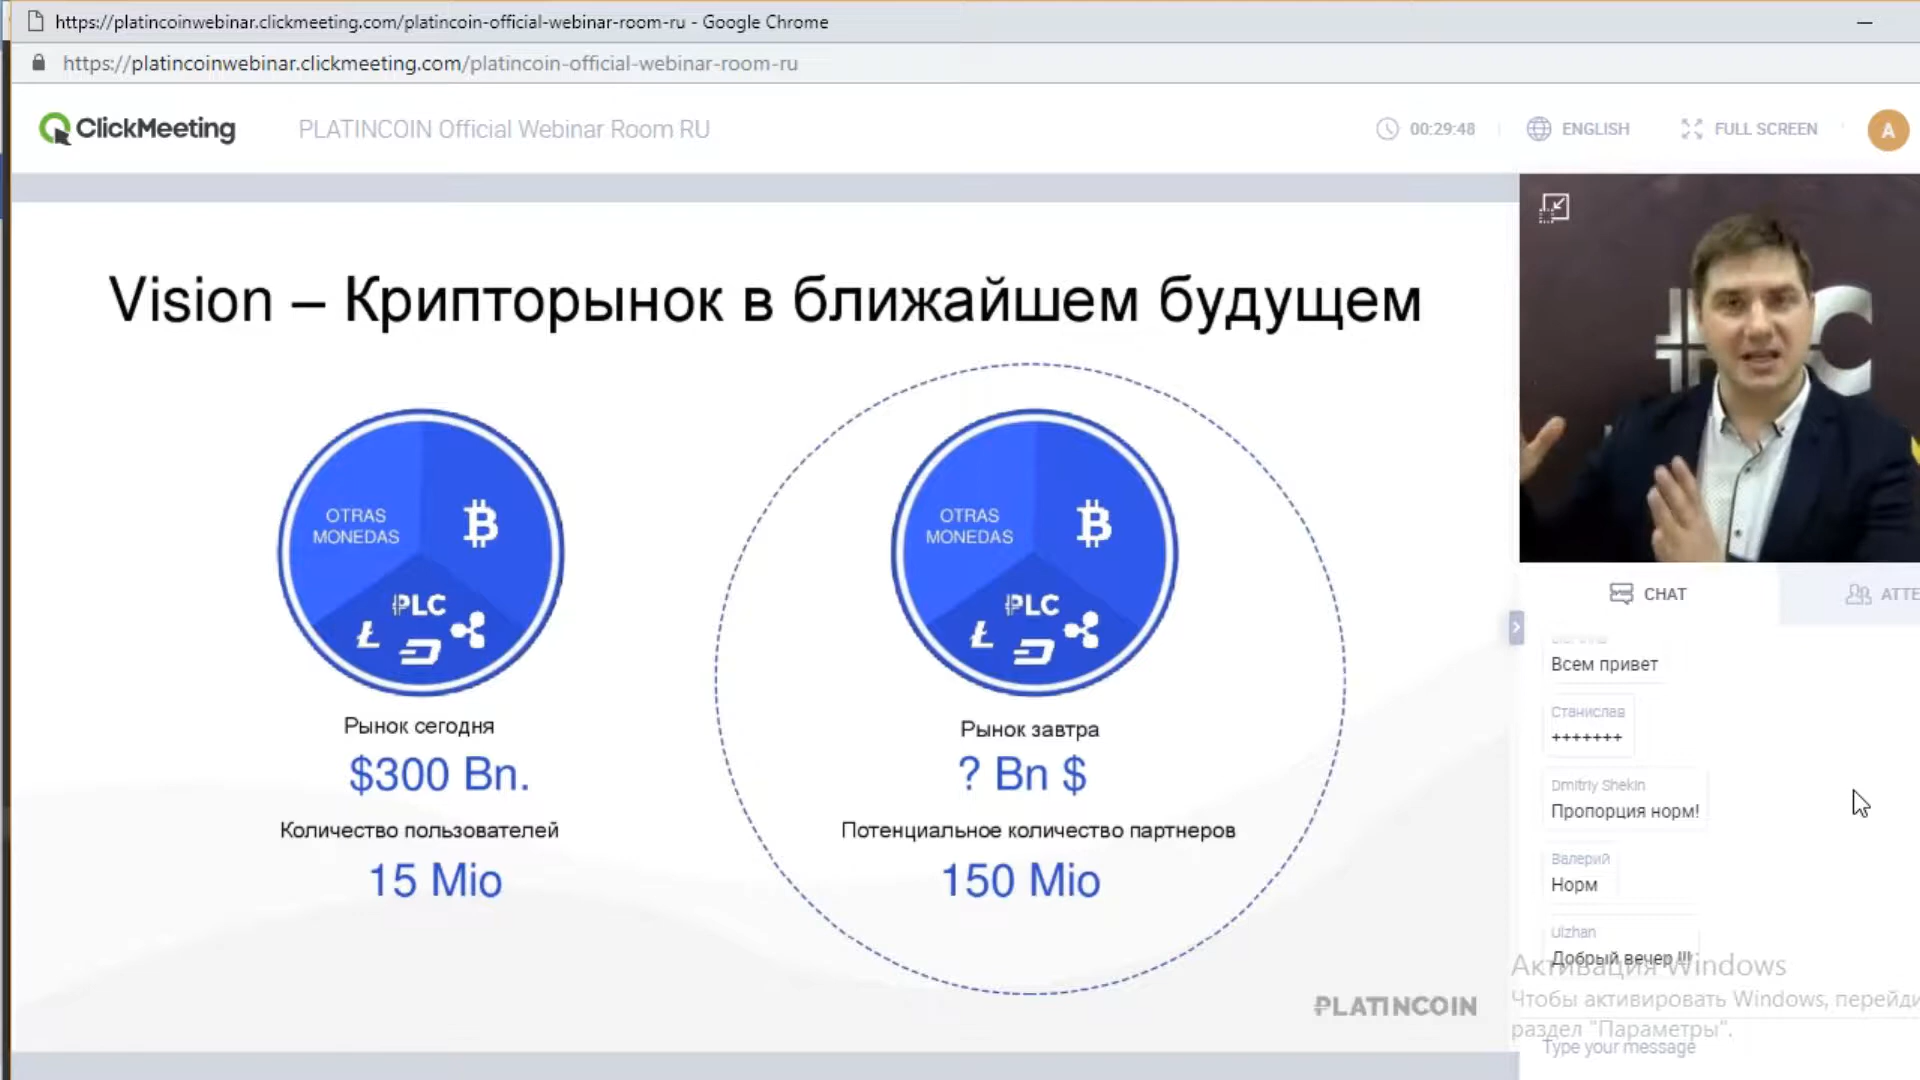 https://platincoinwebinar.clickmeeting.com/platincoin-official-webinar-room-ru - Google Chrome
https://platincoinwebinar.clickmeeting.com/platincoin-official-webinar-room-ru
ClickMeeting
PLATINCOIN Official Webinar Room RU
00:29:48
ENGLISH
FULL SCREEN
A
Vision – Крипторынок в ближайшем будущем
OTRAS
MONEDAS
PLC
Рынок сегодня
$300 Bn.
Количество пользователей
15 Mio
OTRAS
MONEDAS
PLC
Рынок завтра
? Bn $
Потенциальное количество партнеров
150 Mio
PLATINCOIN
CHAT
ATTE
Всем привет
Станислав
+++++++
Dmitriy Shekin
Пропорция норм!
Валерий
Норм
Ulzhan
Добрый вечер !!!
Активация Windows
Чтобы активировать Windows, перейди
раздел "Параметры".
Type your message